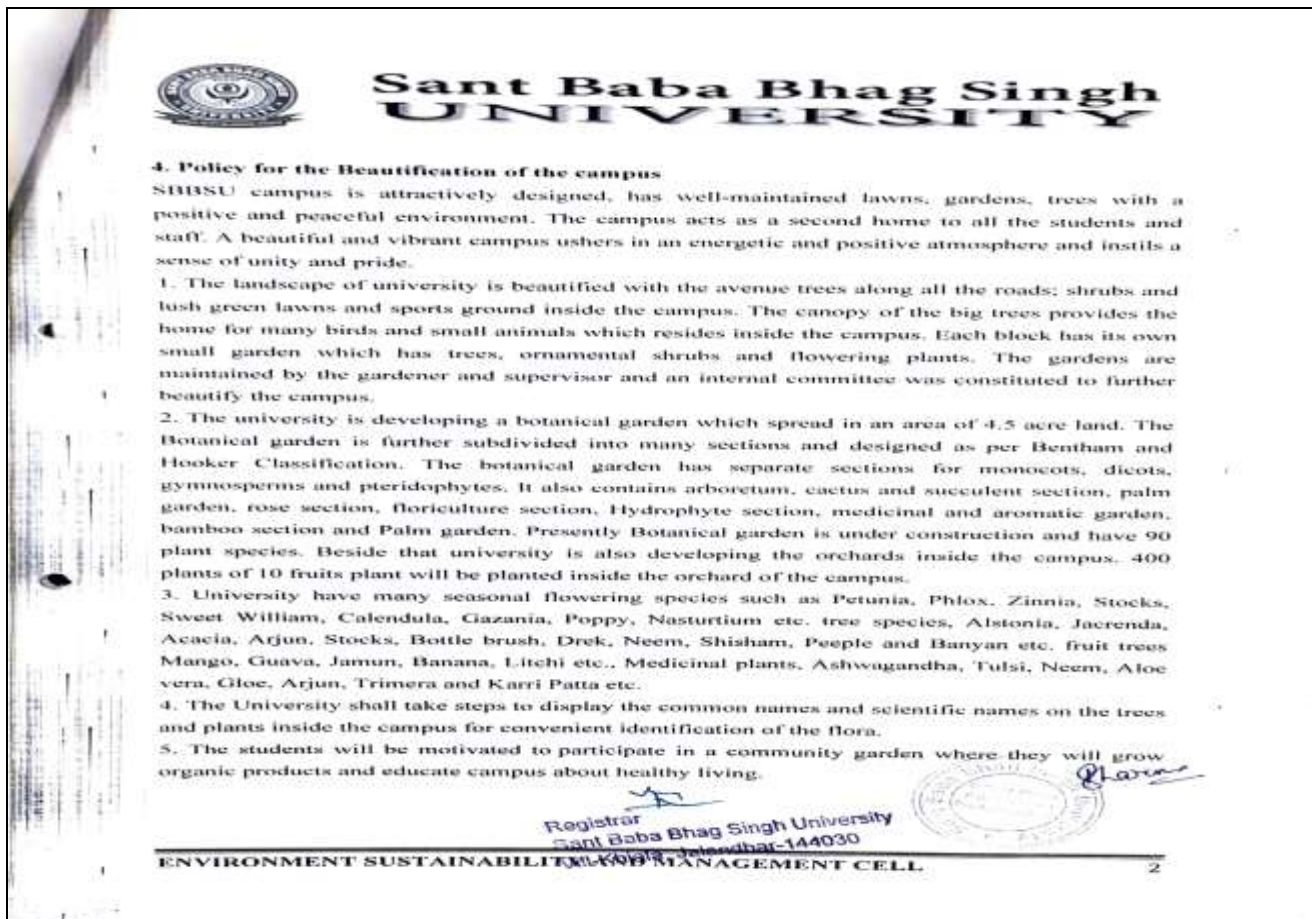 Sant Baba Bhag Singh
UNIVERSITY
4. Policy for the Beautification of the campus
SBBSU campus is attractively designed, has well-maintained lawns, gardens, trees with a
positive and peaceful environment. The campus acts as a second home to all the students and
staff. A beautiful and vibrant campus ushers in an energetic and positive atmosphere and instils a
sense of unity and pride.
1. The landscape of university is beautified with the avenue trees along all the roads; shrubs and
lush green lawns and sports ground inside the campus. The canopy of the big trees provides the
home for many birds and small animals which resides inside the campus. Each block has its own
small garden which has trees, ornamental shrubs and flowering plants. The gardens are
maintained by the gardener and supervisor and an internal committee was constituted to further
beautify the campus.
2. The university is developing a botanical garden which spread in an area of 4.5 acre land. The
Botanical garden is further subdivided into many sections and designed as per Bentham and
Hooker Classification. The botanical garden has separate sections for monocots, dicots,
gymnosperms and pteridophytes. It also contains arboretum, cactus and succulent section, palm
garden, rose section, floriculture section, Hydrophyte section, medicinal and aromatic garden,
bamboo section and Palm garden. Presently Botanical garden is under construction and have 90
plant species. Beside that university is also developing the orchards inside the campus. 400
plants of 10 fruits plant will be planted inside the orchard of the campus.
3. University have many seasonal flowering species such as Petunia, Phlox, Zinnia, Stocks,
Sweet William, Calendula, Gazania, Poppy, Nasturtium etc. tree species, Alstonia, Jacrenda,
Acacia, Arjun, Stocks, Bottle brush, Drek, Neem, Shisham, Peeple and Banyan etc. fruit trees
Mango, Guava, Jamun, Banana, Litchi etc., Medicinal plants, Ashwagandha, Tulsi, Neem, Aloe
vera, Gloe, Arjun, Trimera and Karri Patta etc.
4. The University shall take steps to display the common names and scientific names on the trees
and plants inside the campus for convenient identification of the flora.
5. The students will be motivated to participate in a community garden where they will grow
organic products and educate campus about healthy living.
Registrar
Sant Baba Bhag Singh University
Jalandhar-144030
ENVIRONMENT SUSTAINABILITY AND MANAGEMENT CELL 2